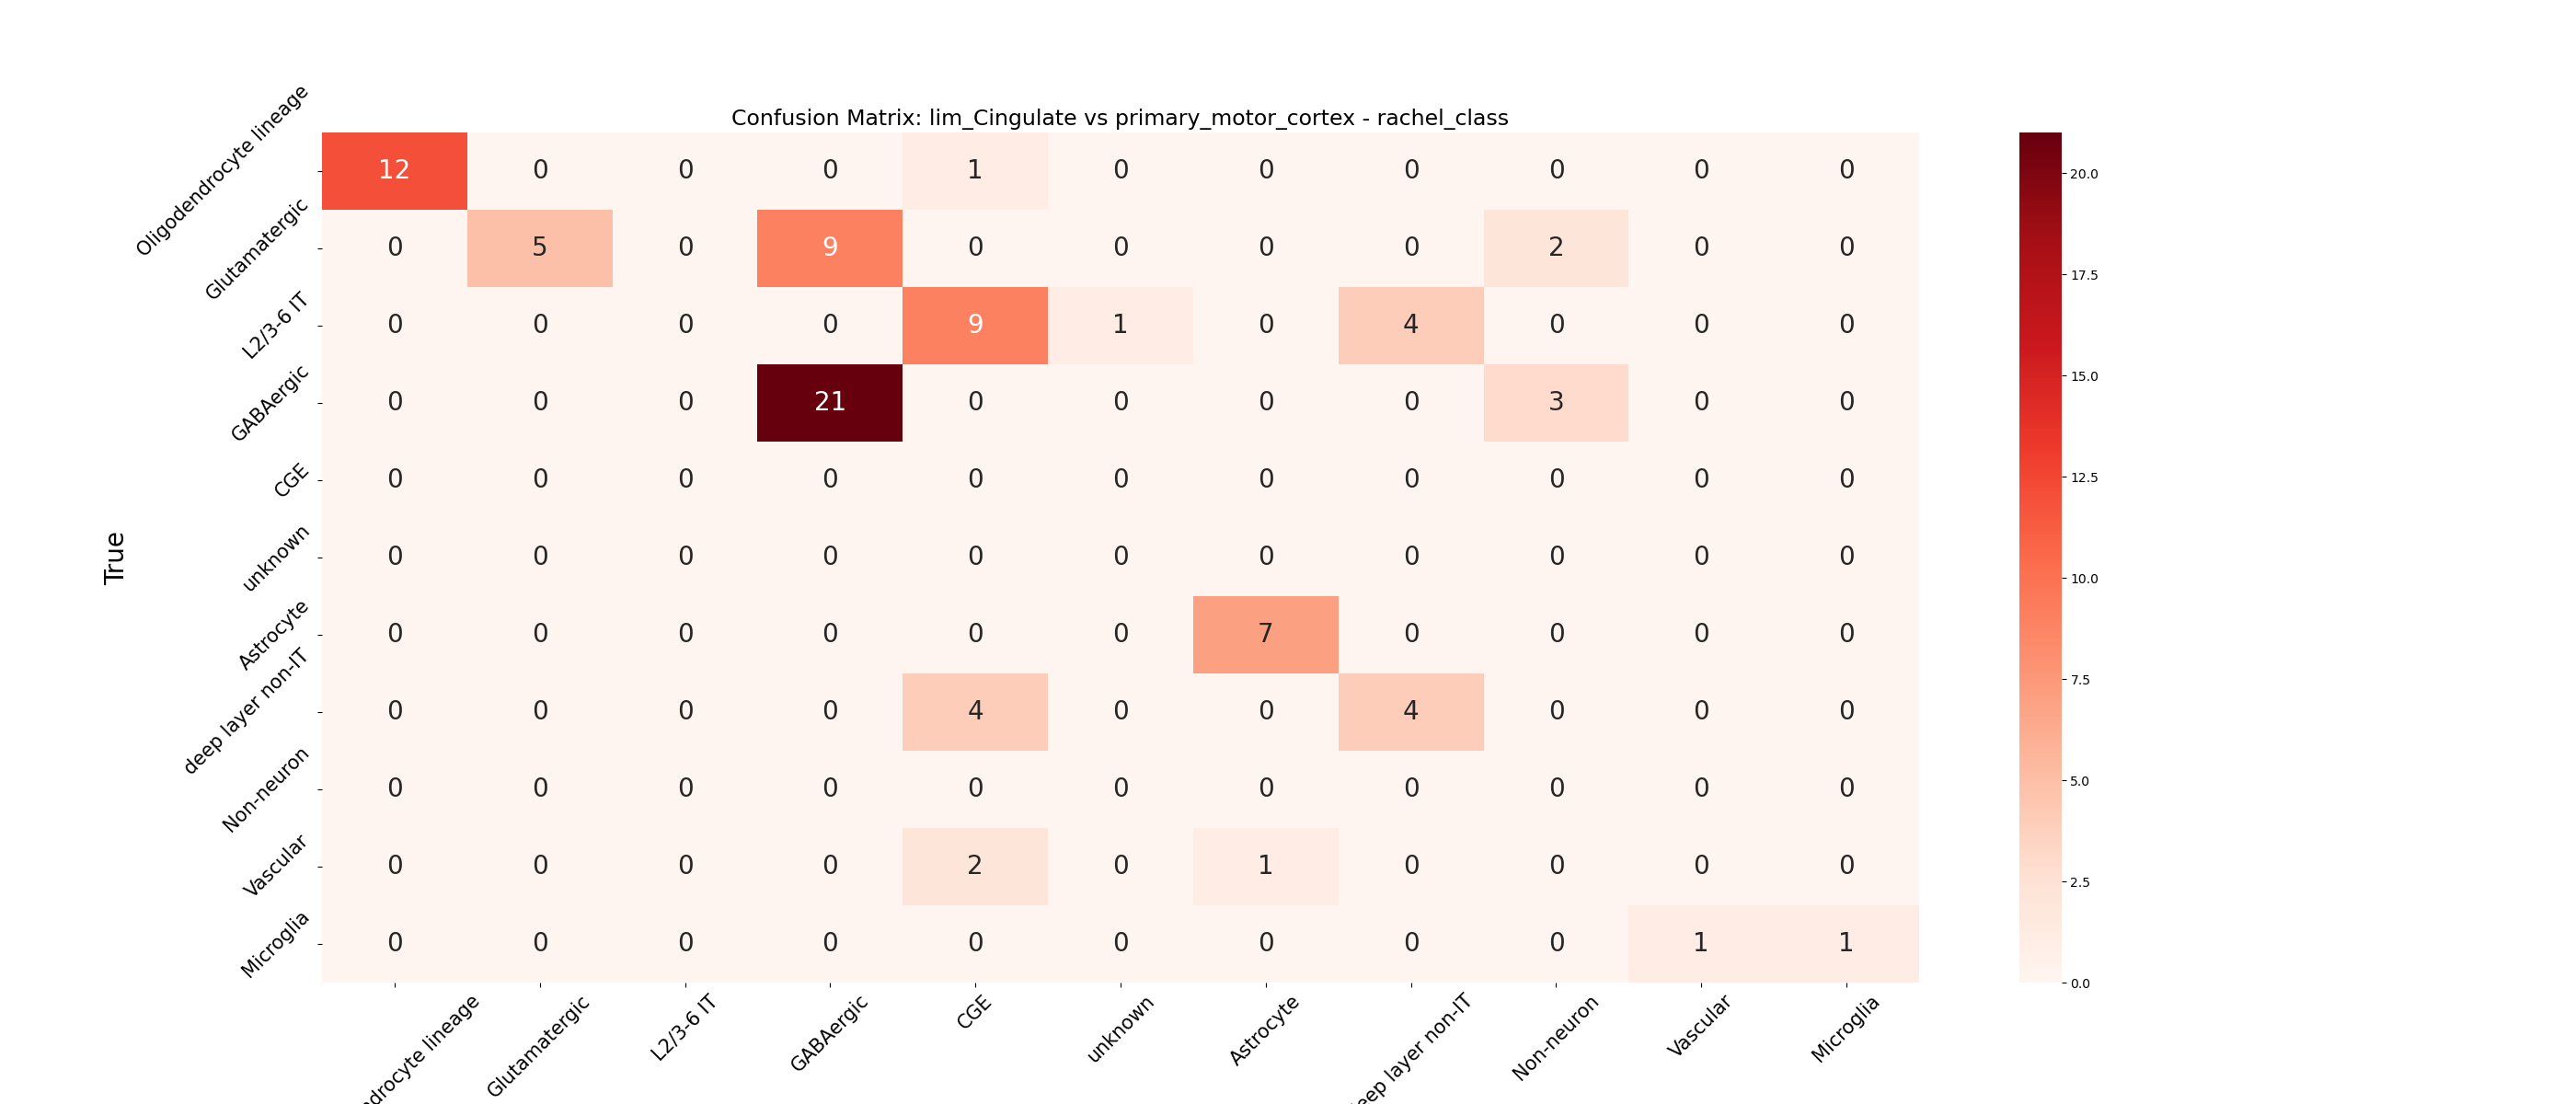 Confusion Matrix: lim_Cingulate vs primary_motor_cortex - rachel_class
True
Oligodendrocyte lineage 12 0 0 0 1 0 0 0 0 0 0
Glutamatergic 0 5 0 9 0 0 0 0 2 0 0
L2/3-6 IT 0 0 0 0 9 1 0 4 0 0 0
GABAergic 0 0 0 21 0 0 0 0 3 0 0
CGE 0 0 0 0 0 0 0 0 0 0 0
unknown 0 0 0 0 0 0 0 0 0 0 0
Astrocyte 0 0 0 0 0 0 7 0 0 0 0
deep layer non-IT 0 0 0 0 4 0 0 4 0 0 0
Non-neuron 0 0 0 0 0 0 0 0 0 0 0
Vascular 0 0 0 0 2 0 1 0 0 0 0
Microglia 0 0 0 0 0 0 0 0 0 1 1
ndrocyte lineage
Glutamatergic
L2/3-6 IT
GABAergic
CGE
unknown
Astrocyte
eep layer non-IT
Non-neuron
Vascular
Microglia
20.0
17.5
15.0
12.5
10.0
7.5
5.0
2.5
0.0